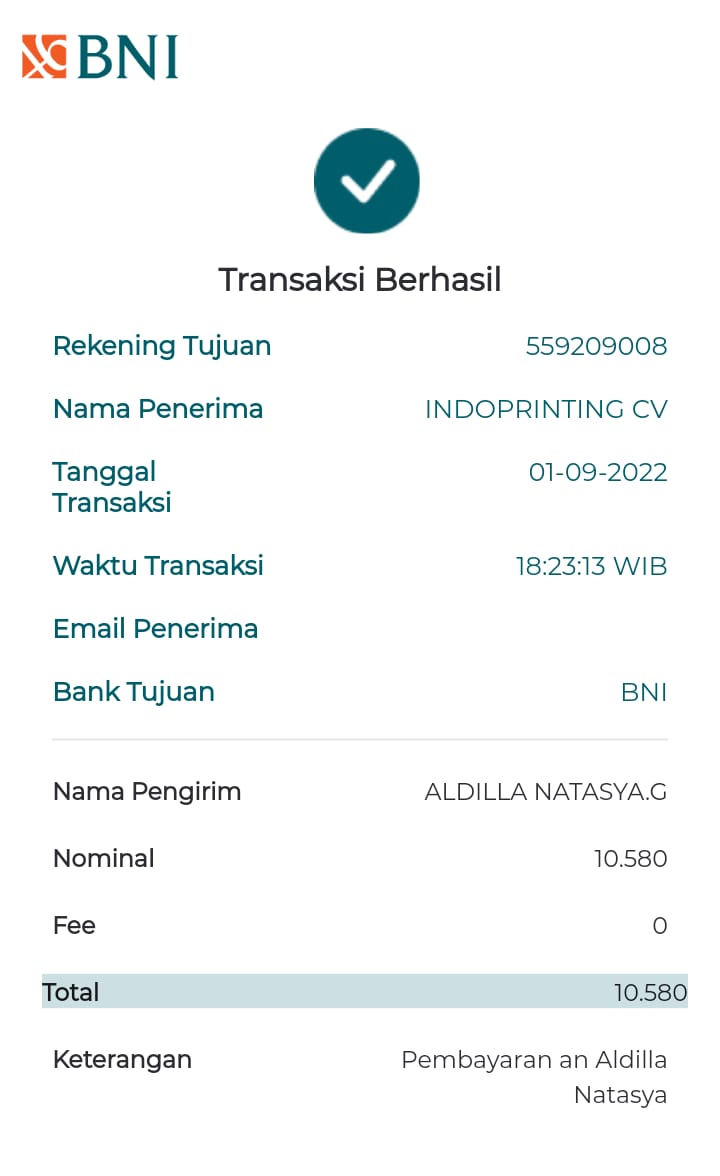 BNI
Transaksi Berhasil
Rekening Tujuan 559209008
Nama Penerima INDOPRINTING CV
Tanggal Transaksi 01-09-2022
Waktu Transaksi 18:23:13 WIB
Email Penerima
Bank Tujuan BNI
Nama Pengirim ALDILLA NATASYA.G
Nominal 10.580
Fee 0
Total 10.580
Keterangan Pembayaran an Aldilla
Natasya